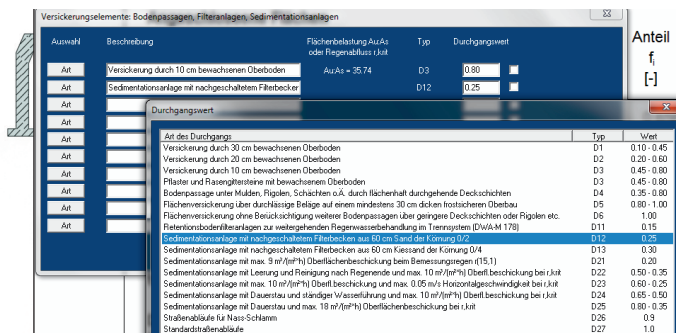 Versickerungselemente: Bodenpassagen, Filteranlagen, Sedimentationsanlagen
Auswahl Beschreibung Flächenbelastung Au:As oder Regenabfluss r,krit Typ Durchgangswert
Anteil
fi
[-]
Art Versickerung durch 10 cm bewachsenen Oberboden Au:As = 35,74 D3 0.80
Art Sedimentationsanlage mit nachgeschaltetem Filterbecker D12 0.25
Art
Art
Art
Art
Art
Art
Art
Art
Durchgangswert
Art des Durchgangs Typ Wert
Versickerung durch 30 cm bewachsenen Oberboden D1 0.10 - 0.45
Versickerung durch 20 cm bewachsenen Oberboden D2 0.20 - 0.60
Versickerung durch 10 cm bewachsenen Oberboden D3 0.45 - 0.80
Pflaster und Rasengittersteine mit bewachsenem Oberboden D3 0.45 - 0.80
Bodenpassage unter Mulden, Rigolen, Schächten o.Ä. durch flächenhaft durchgehende Deckschichten D4 0.35 - 0.80
Flächenversickerung über durchlässige Beläge auf einem mindestens 30 cm dicken frostsicheren Oberbau D5 0.80 - 1.00
Flächenversickerung ohne Berücksichtigung weiterer Bodenpassagen über geringere Deckschichten oder Rigolen etc. D6 1.00
Retentionsbodenfilteranlagen zur weitergehenden Regenwasserbehandlung im Trennsystem (DWA-M 178) D11 0.15
Sedimentationsanlage mit nachgeschaltetem Filterbecken aus 60 cm Sand der Körnung 0/2 D12 0.25
Sedimentationsanlage mit nachgeschaltetem Filterbecken aus 60 cm Kiessand der Körnung 0/4 D13 0.30
Sedimentationsanlage mit max. 9 m³/(m²*h) Oberflächenbeschickung beim Bemessungsregen r(15,1) D21 0.20
Sedimentationsanlage mit Leerung und Reinigung nach Regenende und max. 10 m³/(m²*h) Oberfl.beschickung bei r,krit D22 0.50 - 0.35
Sedimentationsanlage mit max. 10 m³/(m²*h) Oberfl.beschickung und max. 0.05 m/s Horizontalgeschwindigkeit bei r,krit D23 0.60 - 0.25
Sedimentationsanlage mit Dauerstau und ständiger Wasserführung und max. 10 m³/(m²*h) Oberfl.beschickung bei r,krit D24 0.65 - 0.50
Sedimentationsanlage mit Dauerstau und max. 18 m³/(m²*h) Oberflächenbeschickung bei r,krit D25 0.80 - 0.35
Straßenabläufe für Nass-Schlamm D26 0.9
Standardstraßenabläufe D27 1.0